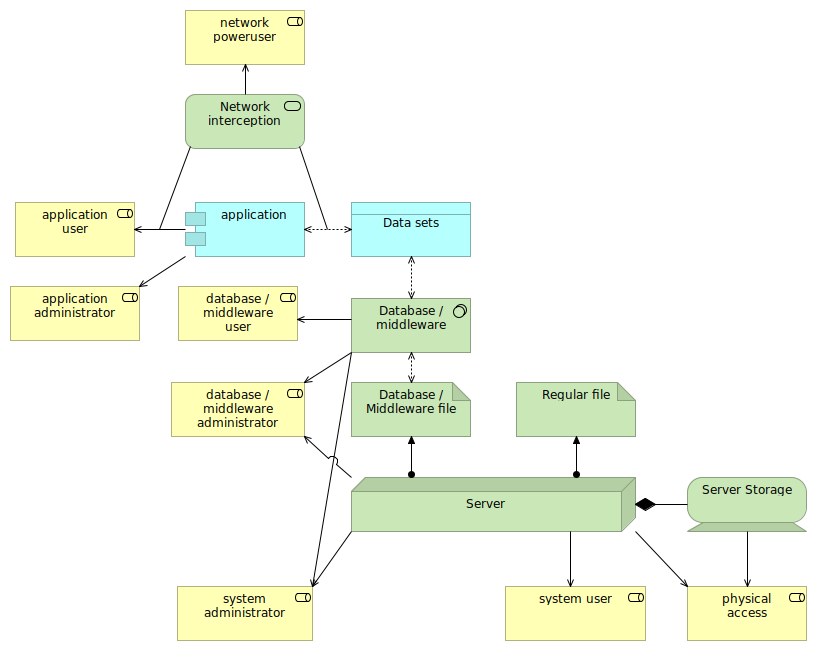 network
poweruser
Network
interception
application
user
application
Data sets
application
administrator
database /
middleware
user
Database /
middleware
database /
middleware
administrator
Database /
Middleware file
Regular file
Server
Server Storage
system
administrator
system user
physical
access